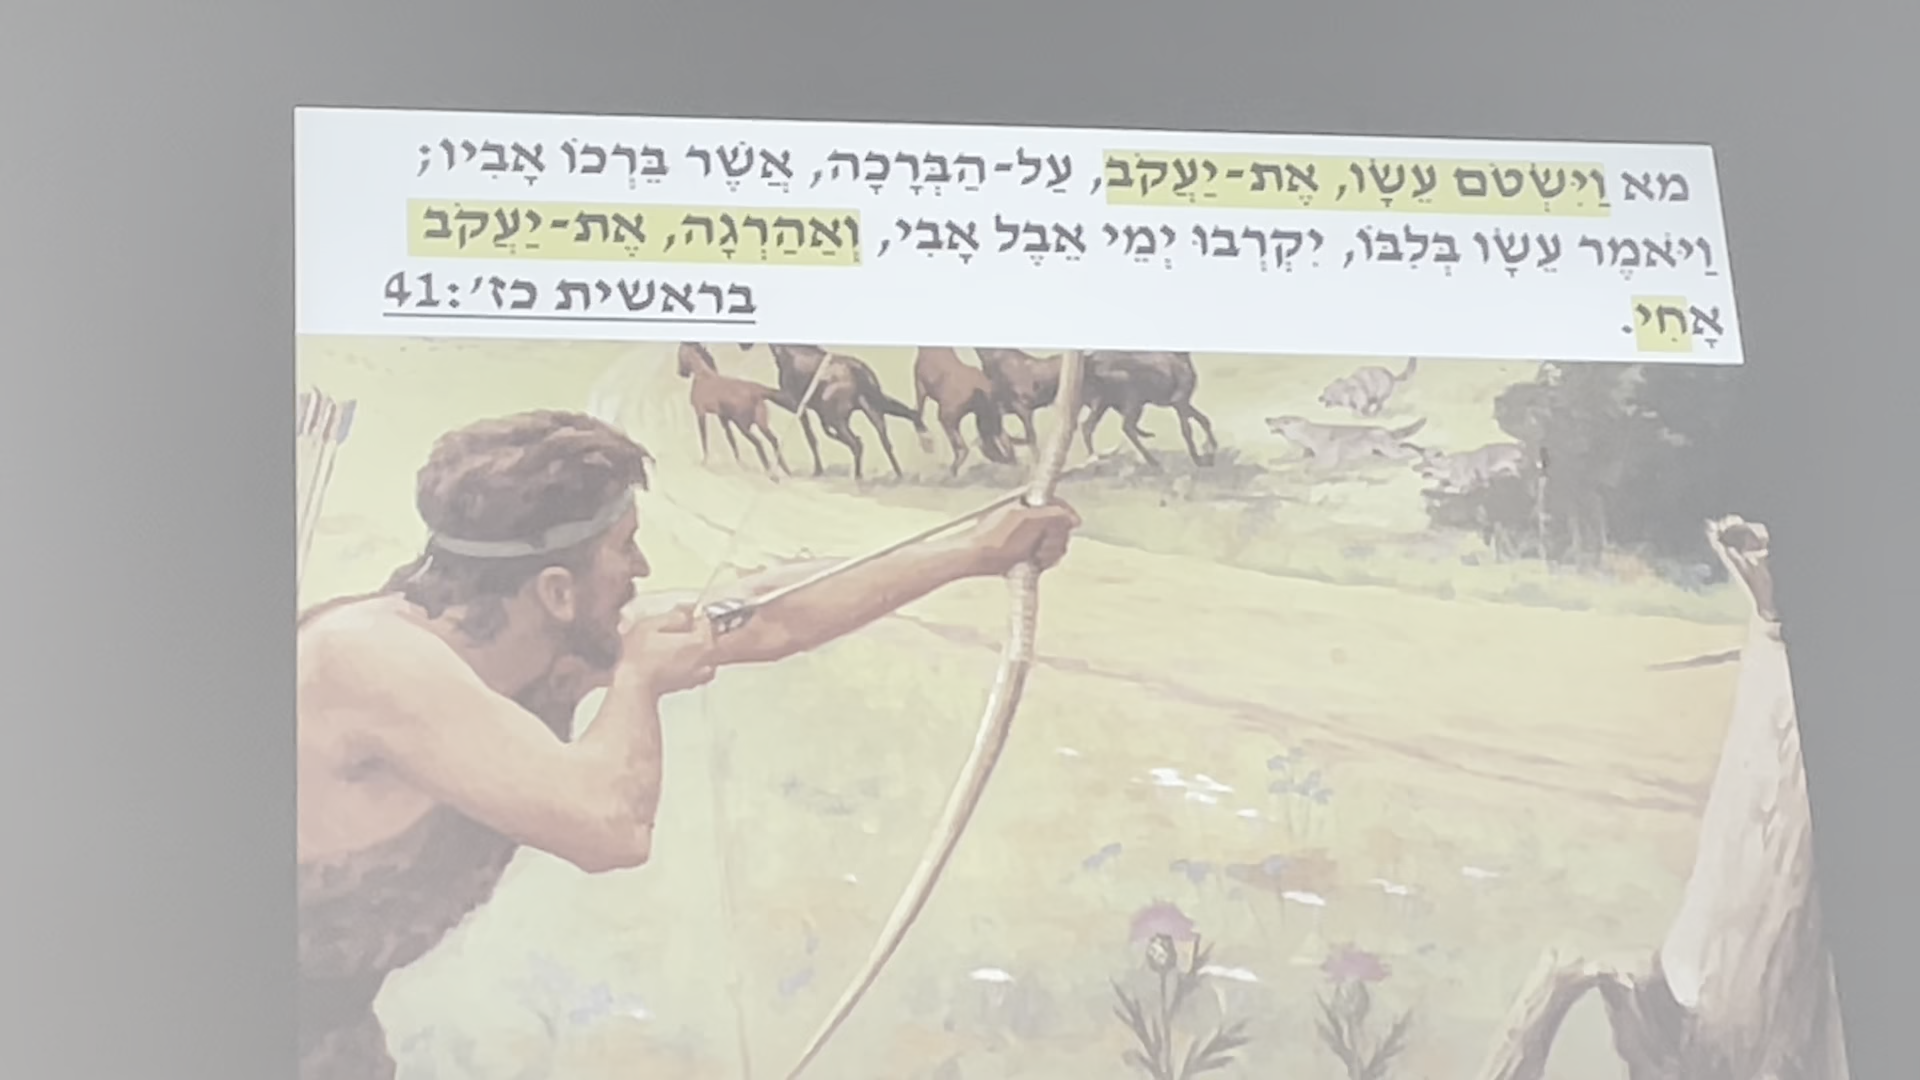 מא וַיִּשְׂטֹם עֵשָׂו, אֶת-יַעֲקֹב, עַל-הַבְּרָכָה, אֲשֶׁר בֵּרְכוֹ אָבִיו;
וַיֹּאמֶר עֵשָׂו בְּלִבּוֹ, יִקְרְבוּ יְמֵי אֵבֶל אָבִי, וְאַהַרְגָה, אֶת-יַעֲקֹב
אָחִי. בראשית כז׳:41